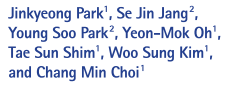 Jinkyeong Park¹, Se Jin Jang²,
Young Soo Park², Yeon-Mok Oh¹,
Tae Sun Shim¹, Woo Sung Kim¹,
and Chang Min Choi¹